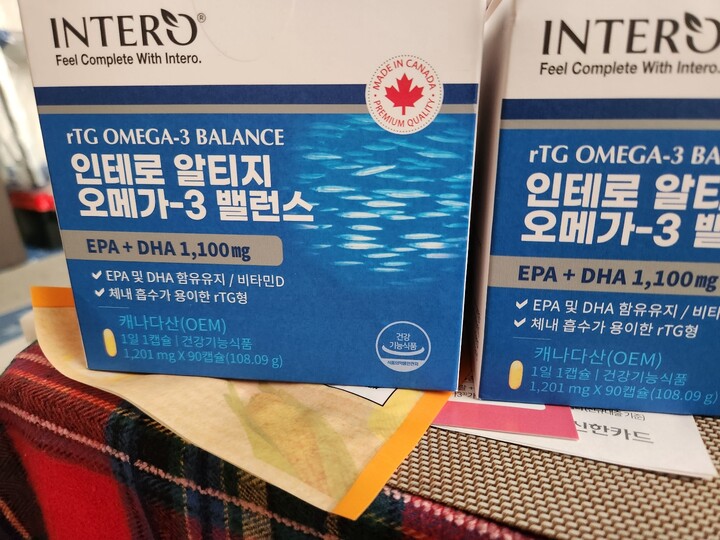 INTERO®
Feel Complete With Intero.
MADE IN CANADA
PREMIUM QUALITY
rTG OMEGA-3 BALANCE
인테로 알티지
오메가-3 밸런스
EPA + DHA 1,100mg
EPA 및 DHA 함유유지 / 비타민D
체내 흡수가 용이한 rTG형
캐나다산(OEM)
1일 1캡슐 | 건강기능식품
1,201 mg X 90캡슐(108.09 g)
건강
기능식품
식품의약품안전처
INTERO
Feel Complete With Intero.
rTG OMEGA-3 BA
인테로 알티
오메가-3 밸
EPA + DHA 1,100mg
EPA 및 DHA 함유유지 / 비타
체내 흡수가 용이한 rTG형
캐나다산(OEM)
1일 1캡슐 | 건강기능식품
1,201 mg X 90캡슐(108.09 g)
신한카드